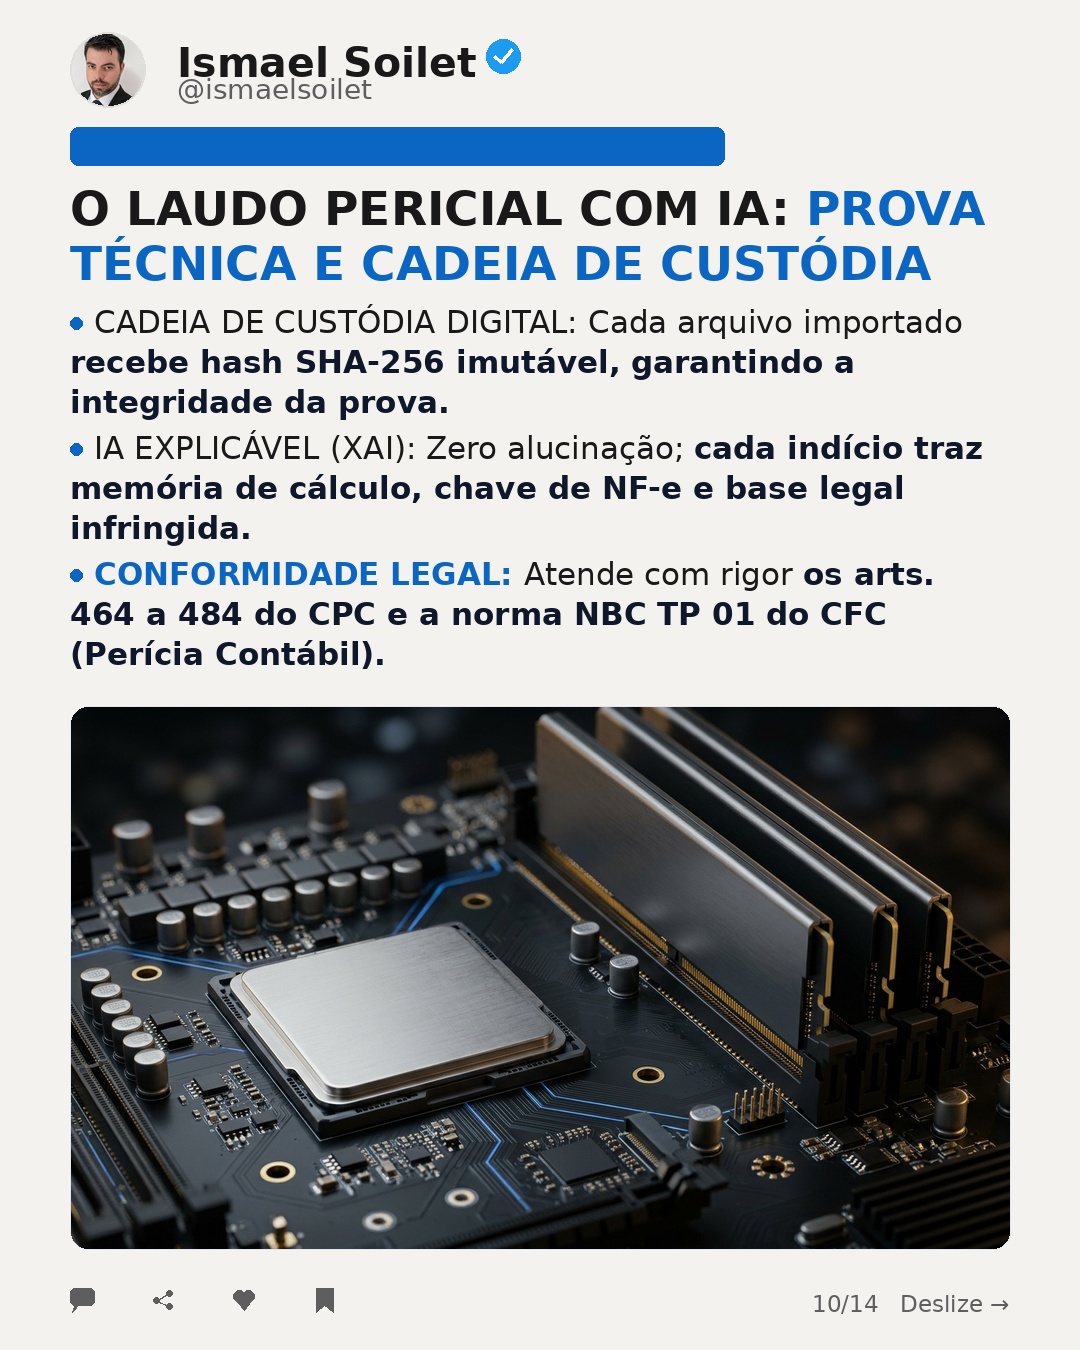 Ismael Soilet
@ismaelsoilet
O LAUDO PERICIAL COM IA: PROVA
TÉCNICA E CADEIA DE CUSTÓDIA
• CADEIA DE CUSTÓDIA DIGITAL: Cada arquivo importado
recebe hash SHA-256 imutável, garantindo a
integridade da prova.
• IA EXPLICÁVEL (XAI): Zero alucinação; cada indício traz
memória de cálculo, chave de NF-e e base legal
infringida.
• CONFORMIDADE LEGAL: Atende com rigor os arts.
464 a 484 do CPC e a norma NBC TP 01 do CFC
(Perícia Contábil).
10/14 Deslize →